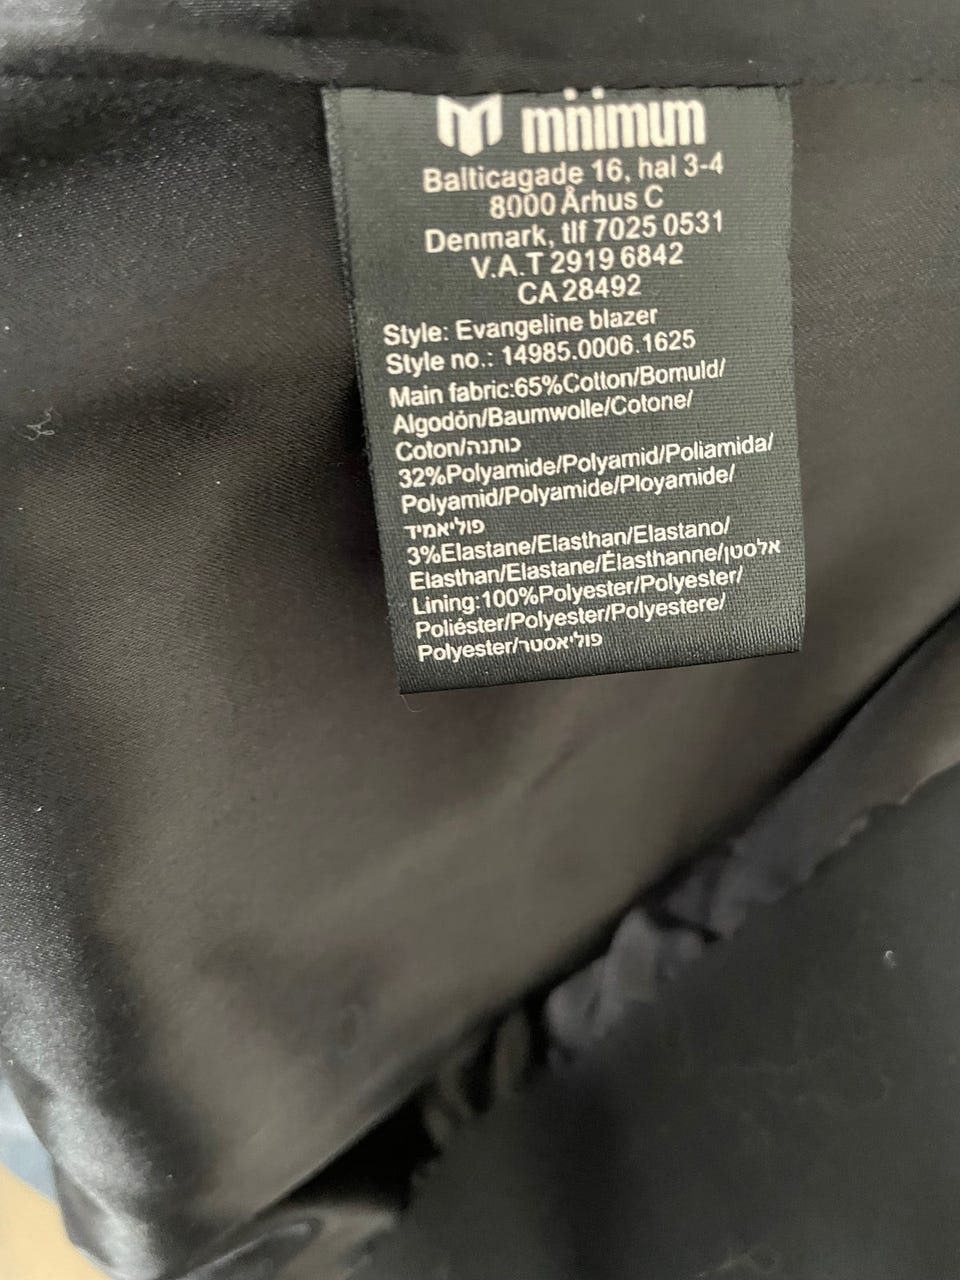 minimum
Balticagade 16, hal 3-4
8000 Århus C
Denmark, tlf 7025 0531
V.A.T 2919 6842
CA 28492
Style: Evangeline blazer
Style no.: 14985.0006.1625
Main fabric:65%Cotton/Bomuld/
Algodón/Baumwolle/Cotone/
Coton/כותנה
32%Polyamide/Polyamid/Poliamida/
Polyamid/Polyamide/Ployamide/
פוליאמיד
3%Elastane/Elasthan/Elastano/
Elasthan/Elastane/Élasthanne/אלסטן
Lining:100%Polyester/Polyester/
Poliéster/Polyester/Polyestere/
Polyester/פוליאסטר